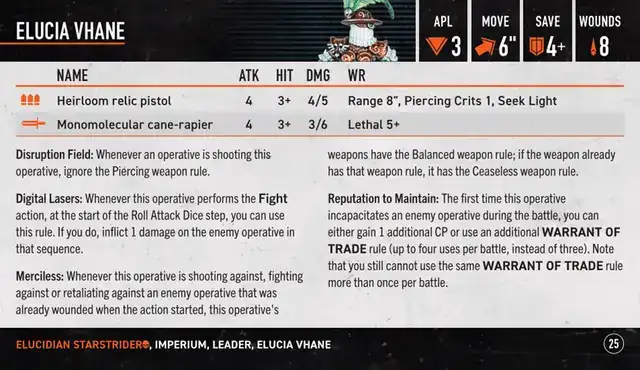 ELUCIA VHANE
APL 3
MOVE 6"
SAVE 4+
WOUNDS 8
NAME ATK HIT DMG WR
Heirloom relic pistol 4 3+ 4/5 Range 8", Piercing Crits 1, Seek Light
Monomolecular cane-rapier 4 3+ 3/6 Lethal 5+
Disruption Field: Whenever an operative is shooting this
operative, ignore the Piercing weapon rule.
Digital Lasers: Whenever this operative performs the Fight
action, at the start of the Roll Attack Dice step, you can use
this rule. If you do, inflict 1 damage on the enemy operative in
that sequence.
Merciless: Whenever this operative is shooting against, fighting
against or retaliating against an enemy operative that was
already wounded when the action started, this operative's
weapons have the Balanced weapon rule; if the weapon already
has that weapon rule, it has the Ceaseless weapon rule.
Reputation to Maintain: The first time this operative
incapacitates an enemy operative during the battle, you can
either gain 1 additional CP or use an additional WARRANT OF
TRADE rule (up to four uses per battle, instead of three). Note
that you still cannot use the same WARRANT OF TRADE rule
more than once per battle.
ELUCIDIAN STARSTRIDER, IMPERIUM, LEADER, ELUCIA VHANE
25